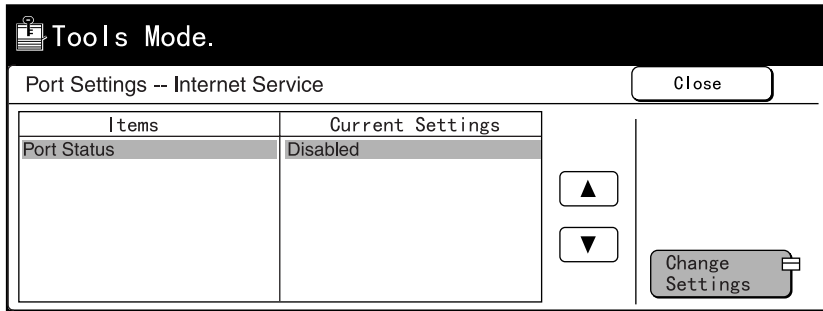 Tools Mode.
Port Settings -- Internet Service
Close
Items
Current Settings
Port Status
Disabled
Change
Settings